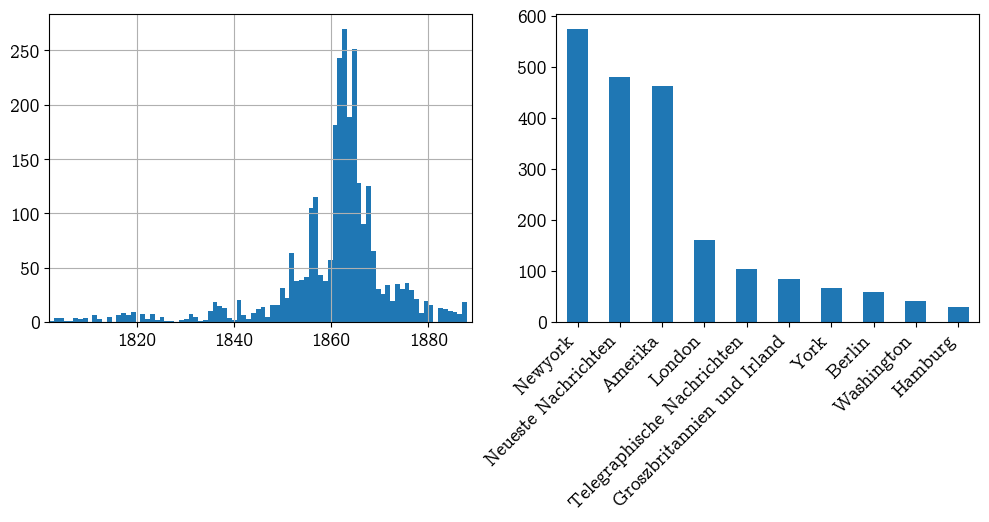 250
200
150
100
50
0
1820 1840 1860 1880
600
500
400
300
200
100
0
Newyork
Neueste Nachrichten
Amerika
London
Telegraphische Nachrichten
Groszbritannien und Irland
York
Berlin
Washington
Hamburg